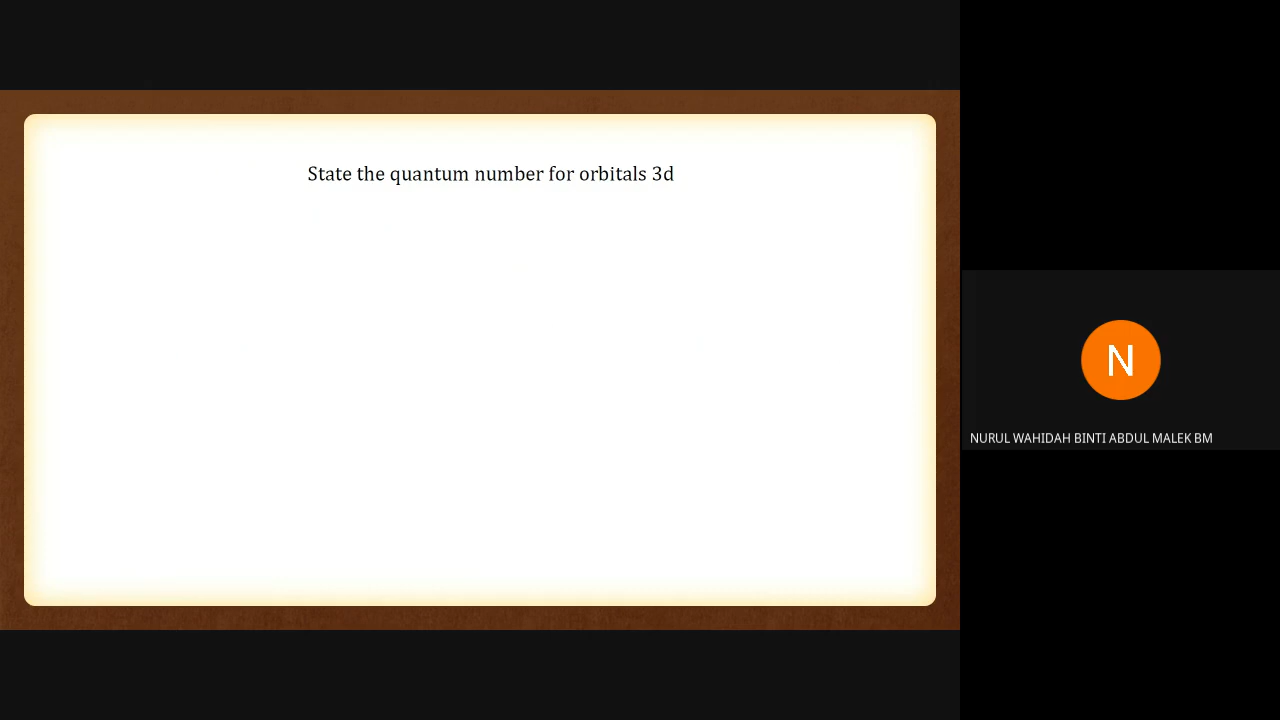 State the quantum number for orbitals 3d
N
NURUL WAHIDAH BINTI ABDUL MALEK BM